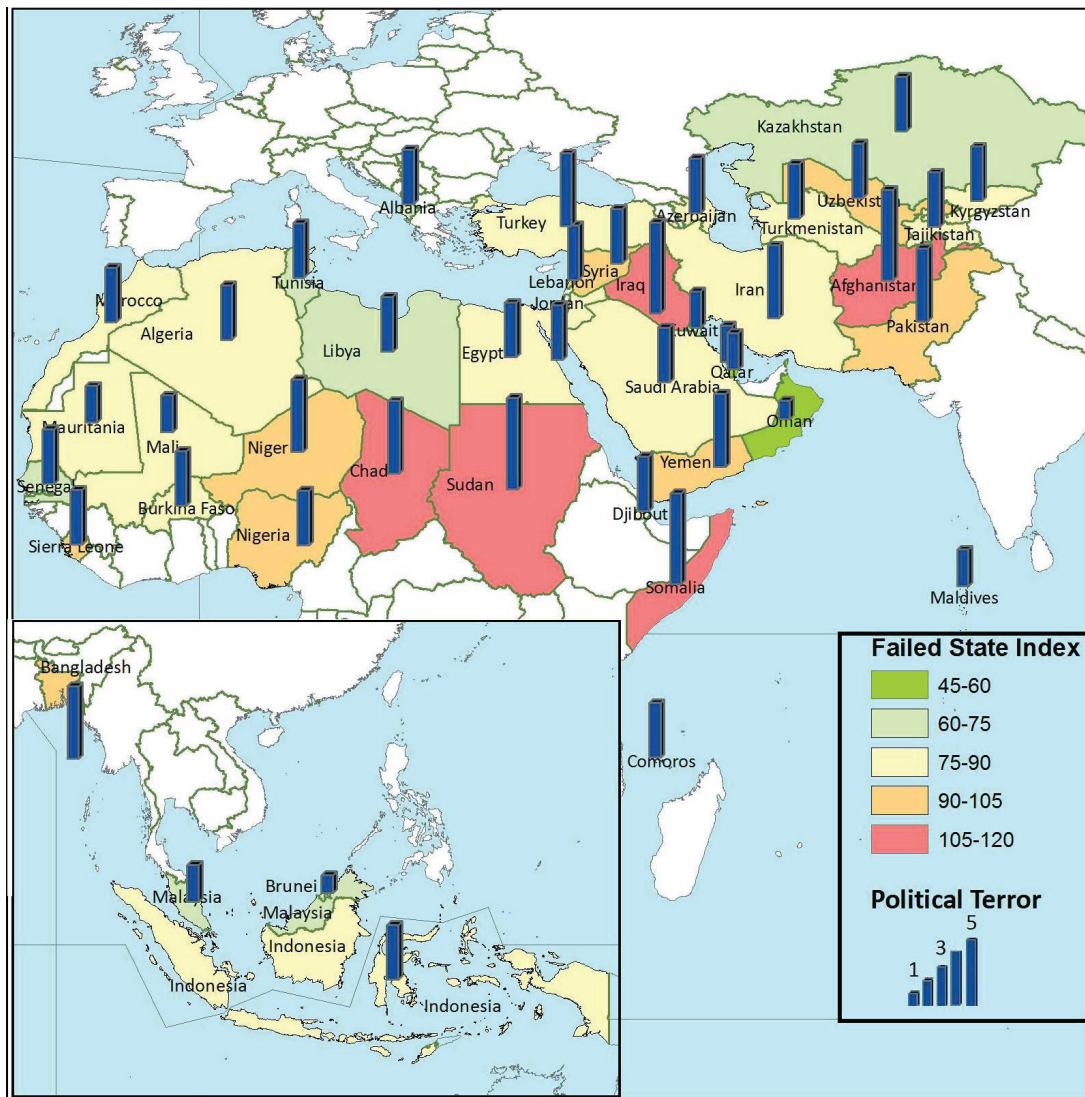 Kazakhstan
Albania
Turkey
Azerbaijan
Uzbekistan
Kyrgyzstan
Turkmenistan
Tajikistan
Tunisia
Syria
Lebanon
Iraq
Iran
Afghanistan
Morocco
Jordan
Kuwait
Pakistan
Algeria
Libya
Egypt
Qatar
Saudi Arabia
Mauritania
Mali
Niger
Chad
Sudan
Yemen
Oman
Senegal
Burkina Faso
Djibout
Sierra Leone
Nigeria
Somalia
Maldives
Comoros
Bangladesh
Malaysia
Brunei
Malaysia
Indonesia
Indonesia
Indonesia
Failed State Index
45-60
60-75
75-90
90-105
105-120
Political Terror
1
3
5